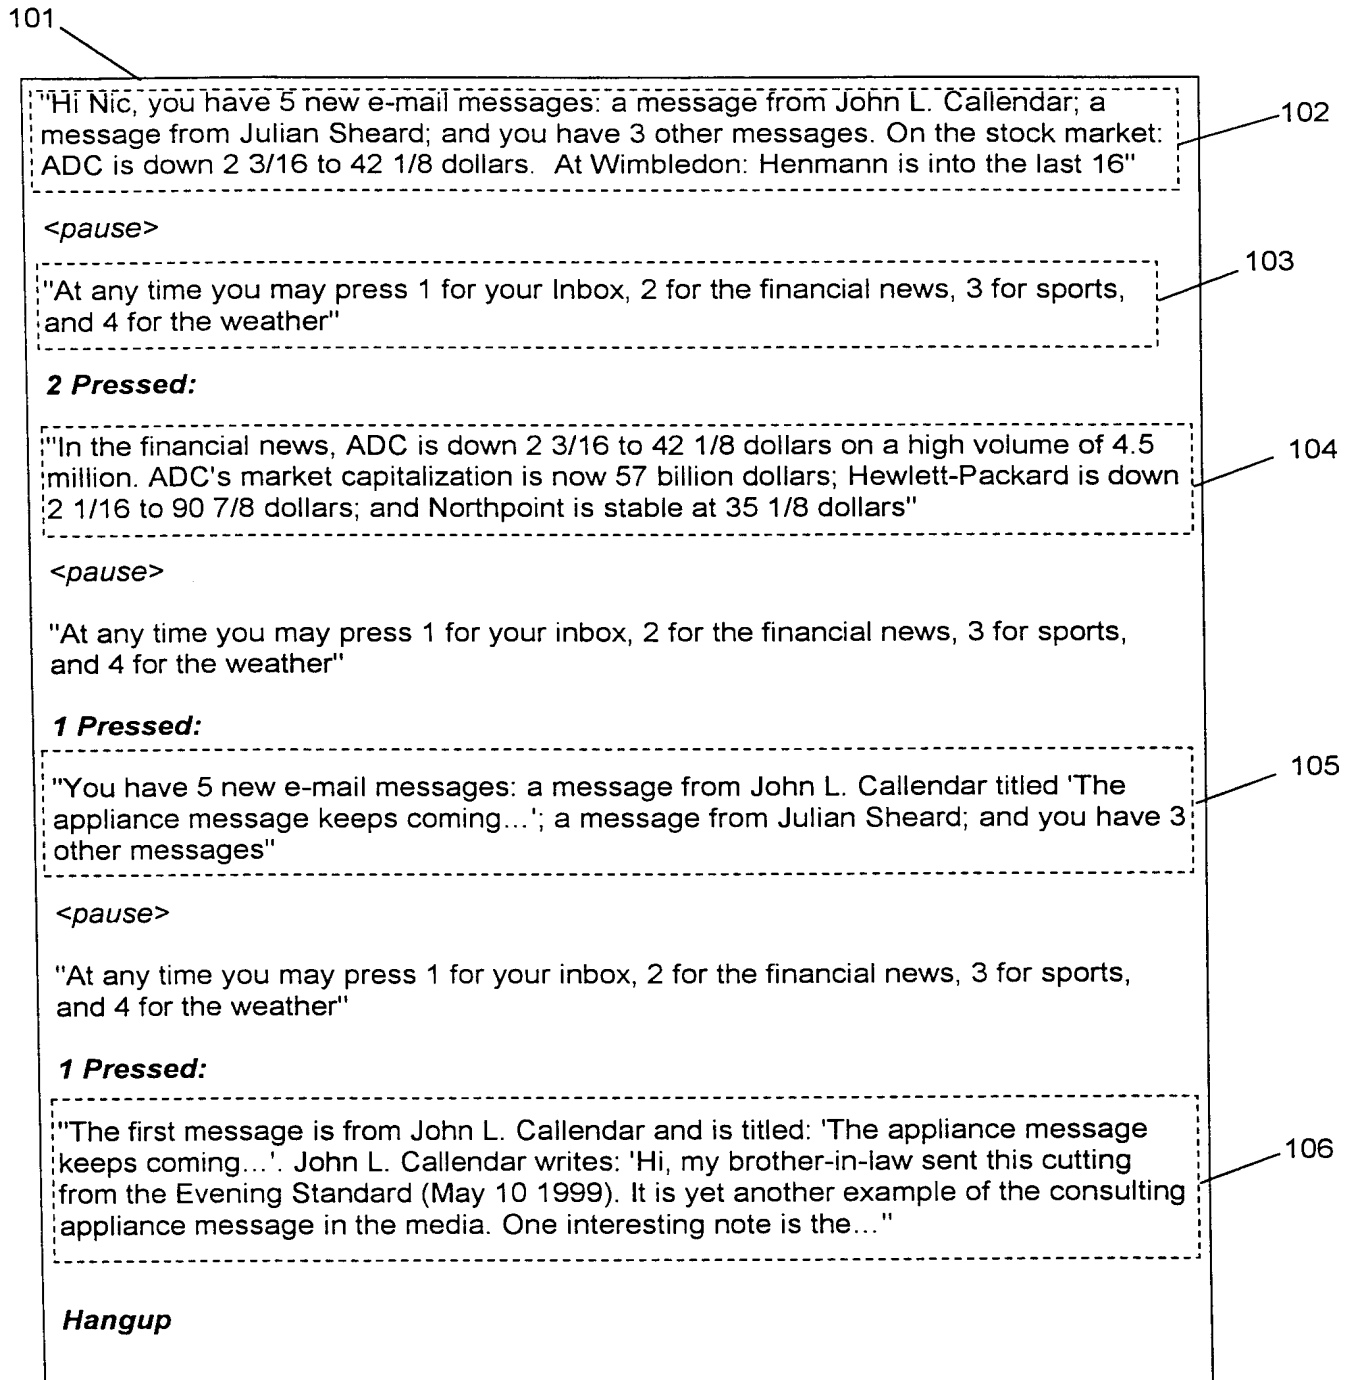 101
"Hi Nic, you have 5 new e-mail messages: a message from John L. Callendar; a
message from Julian Sheard; and you have 3 other messages. On the stock market:
ADC is down 2 3/16 to 42 1/8 dollars.  At Wimbledon: Henmann is into the last 16"
102
<pause>
103
"At any time you may press 1 for your Inbox, 2 for the financial news, 3 for sports,
and 4 for the weather"
2 Pressed:
"In the financial news, ADC is down 2 3/16 to 42 1/8 dollars on a high volume of 4.5
million. ADC's market capitalization is now 57 billion dollars; Hewlett-Packard is down
2 1/16 to 90 7/8 dollars; and Northpoint is stable at 35 1/8 dollars"
104
<pause>
"At any time you may press 1 for your inbox, 2 for the financial news, 3 for sports,
and 4 for the weather"
1 Pressed:
105
"You have 5 new e-mail messages: a message from John L. Callendar titled 'The
appliance message keeps coming...'; a message from Julian Sheard; and you have 3
other messages"
<pause>
"At any time you may press 1 for your inbox, 2 for the financial news, 3 for sports,
and 4 for the weather"
1 Pressed:
"The first message is from John L. Callendar and is titled: 'The appliance message
keeps coming...'. John L. Callendar writes: 'Hi, my brother-in-law sent this cutting
from the Evening Standard (May 10 1999). It is yet another example of the consulting
appliance message in the media. One interesting note is the..."
106
Hangup